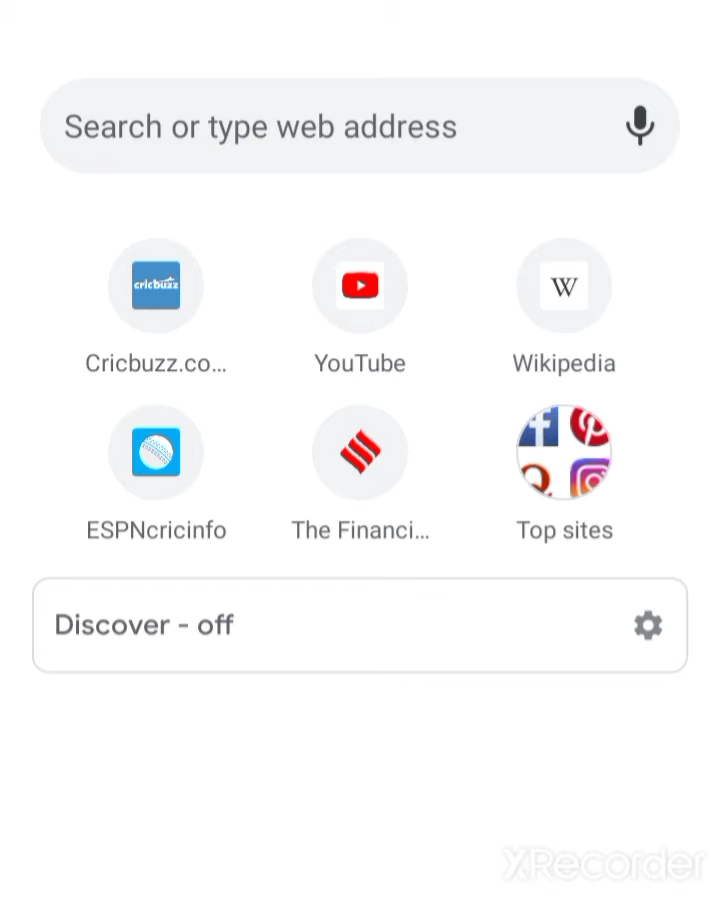 Search or type web address
cricbuzz
W
Cricbuzz.co...
YouTube
Wikipedia
ESPNcricinfo
The Financi...
Top sites
Discover - off
XRecorder